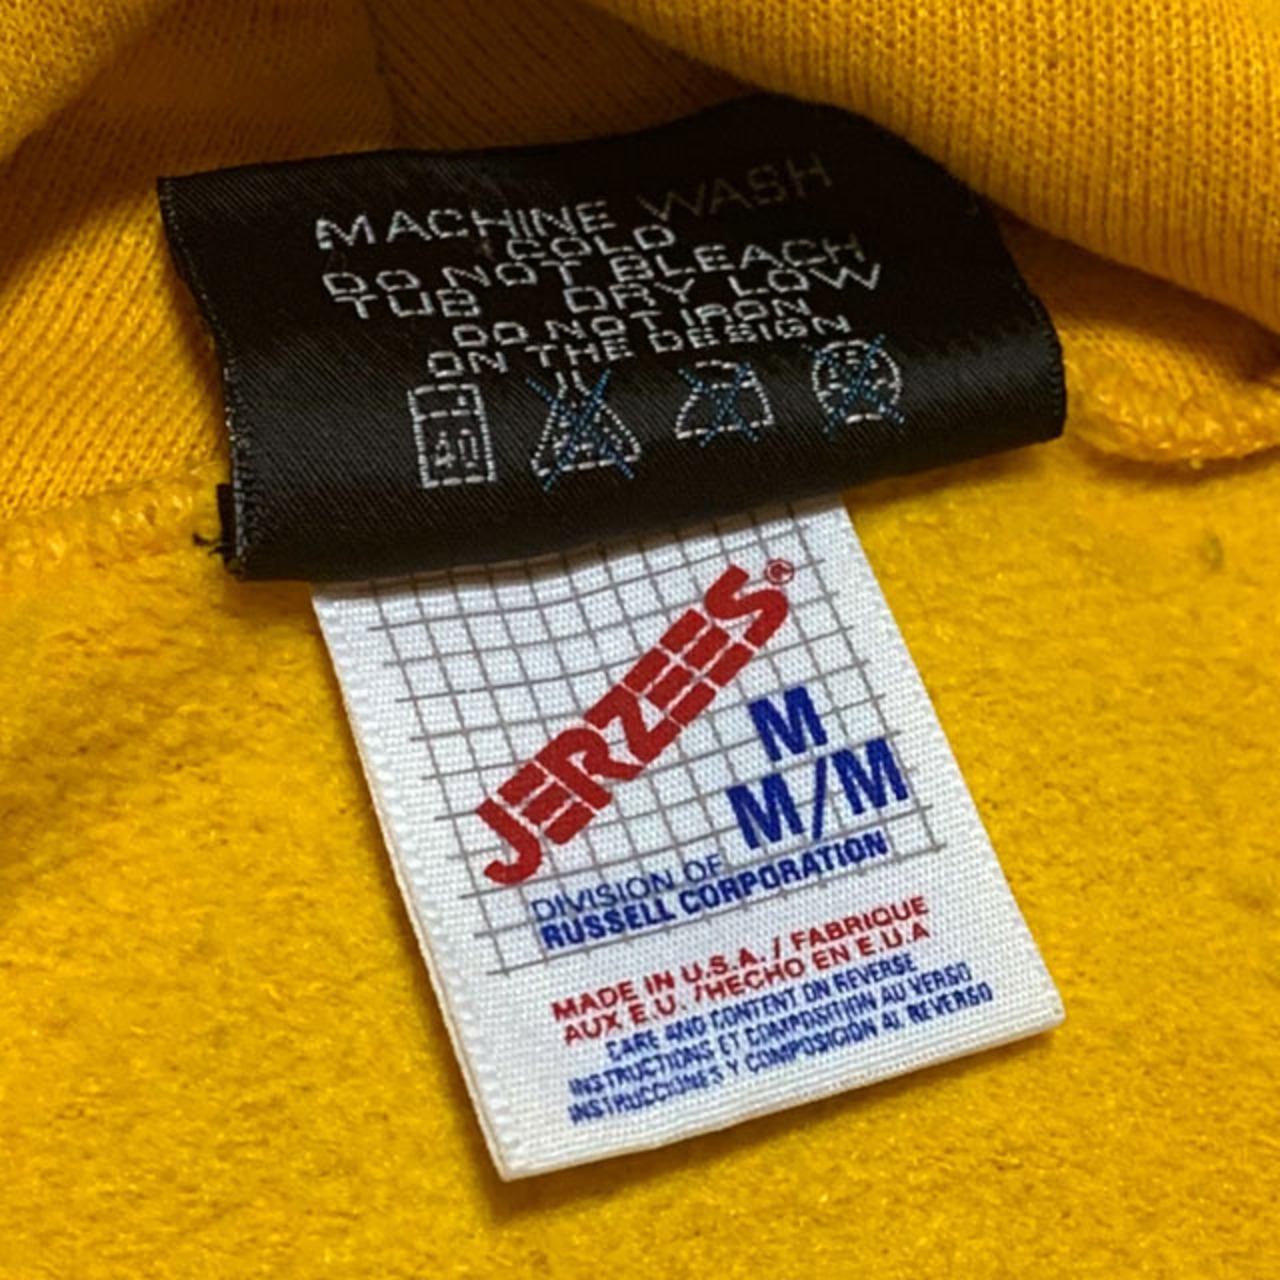 MACHINE WASH
COLD
DO NOT BLEACH
TUB DRY LOW
DO NOT IRON
ON THE DESIGN
JERZEES®
M
M/M
DIVISION OF
RUSSELL CORPORATION
MADE IN U.S.A. / FABRIQUE
AUX E.U. /HECHO EN E.U.A
CARE AND CONTENT ON REVERSE
INSTRUCTIONS ET COMPOSITION AU VERSO
INSTRUCCIONES Y COMPOSICIÓN AL REVERSO